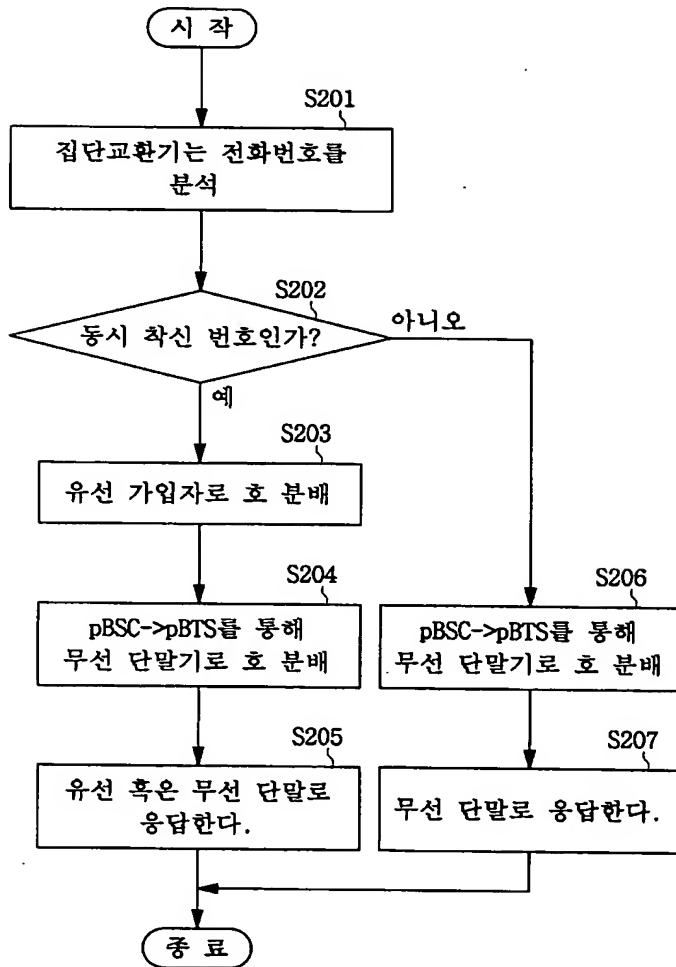 시 작
S201
집단교환기는 전화번호를
분석
S202
동시 착신 번호인가?
아니오
예
S203
유선 가입자로 호 분배
S204
pBSC->pBTS를 통해
무선 단말기로 호 분배
S206
pBSC->pBTS를 통해
무선 단말기로 호 분배
S205
유선 혹은 무선 단말로
응답한다.
S207
무선 단말로 응답한다.
종 료